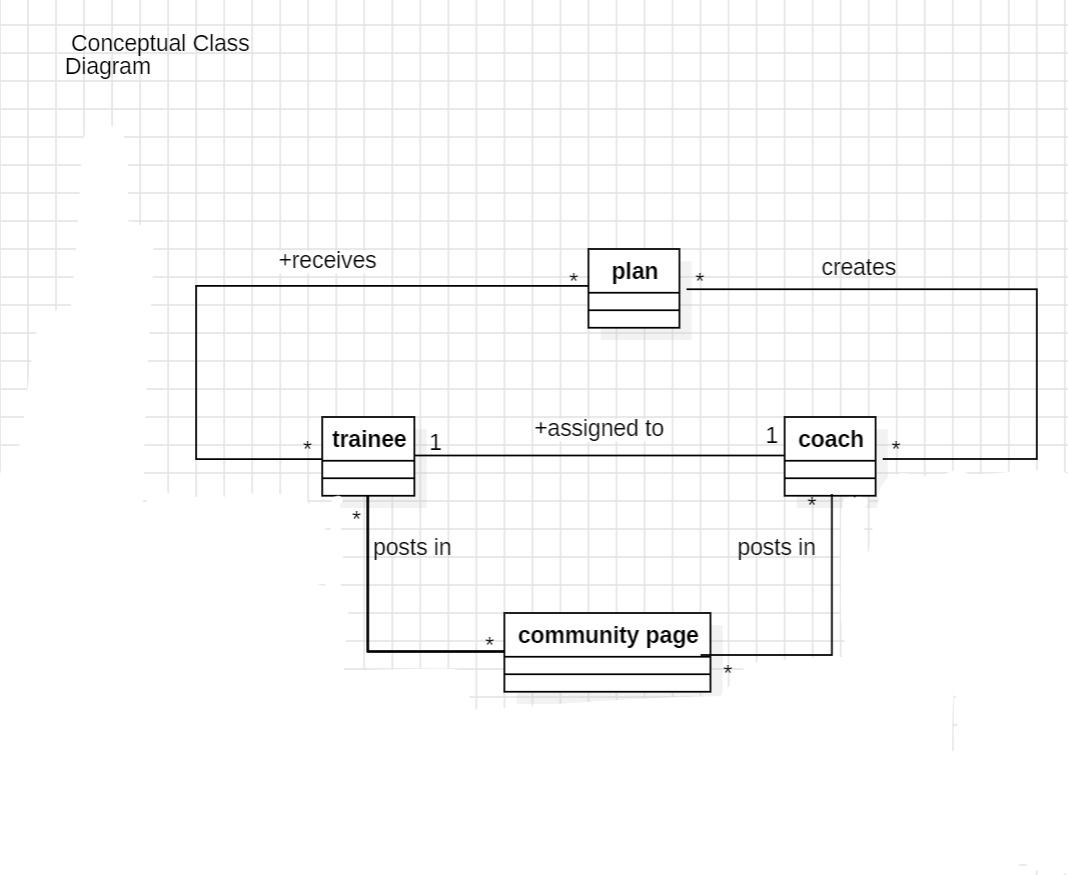 Conceptual Class
Diagram
+receives
creates
* plan *
* trainee 1
+assigned to
1 coach *
*
*
posts in
posts in
* community page
*